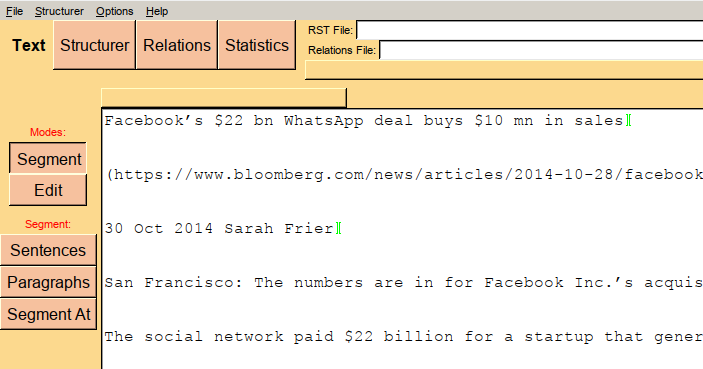 File Structurer Options Help
Text Structurer Relations Statistics
RST File:
Relations File:
Modes:
Segment
Edit
Segment:
Sentences
Paragraphs
Segment At
Facebook’s $22 bn WhatsApp deal buys $10 mn in sales
(https://www.bloomberg.com/news/articles/2014-10-28/facebook
30 Oct 2014 Sarah Frier
San Francisco: The numbers are in for Facebook Inc.’s acquis
The social network paid $22 billion for a startup that gener